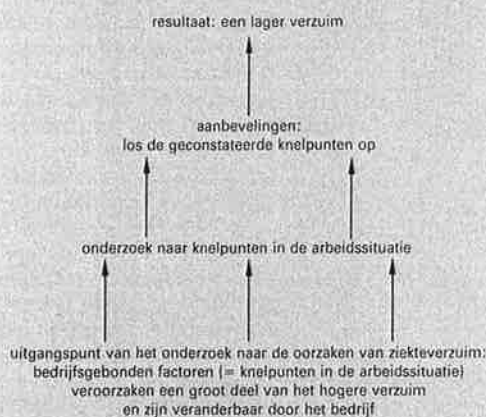 resultaat: een lager verzuim
aanbevelingen:
los de geconstateerde knelpunten op
onderzoek naar knelpunten in de arbeidssituatie
uitgangspunt van het onderzoek naar de oorzaken van ziekteverzuim:
bedrijfsgebonden factoren (= knelpunten in de arbeidssituatie)
veroorzaken een groot deel van het hogere verzuim
en zijn veranderbaar door het bedrijf